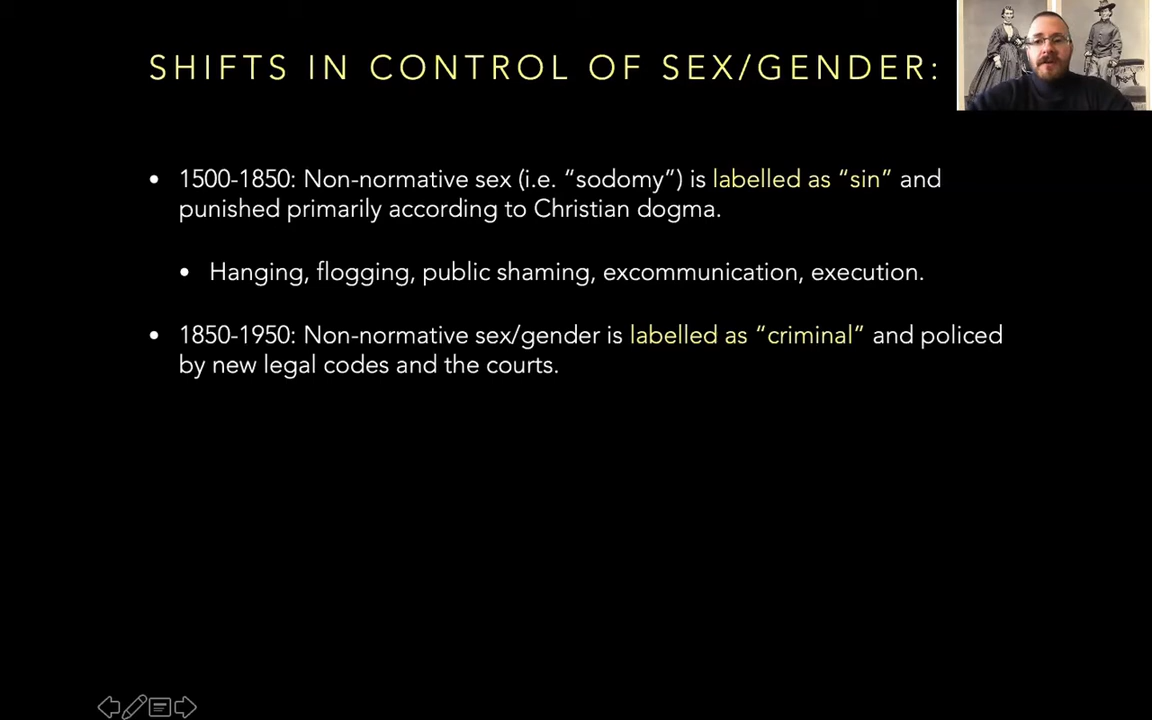 SHIFTS IN CONTROL OF SEX/GENDER:
• 1500-1850: Non-normative sex (i.e. “sodomy”) is labelled as “sin” and
punished primarily according to Christian dogma.
• Hanging, flogging, public shaming, excommunication, execution.
• 1850-1950: Non-normative sex/gender is labelled as “criminal” and policed
by new legal codes and the courts.